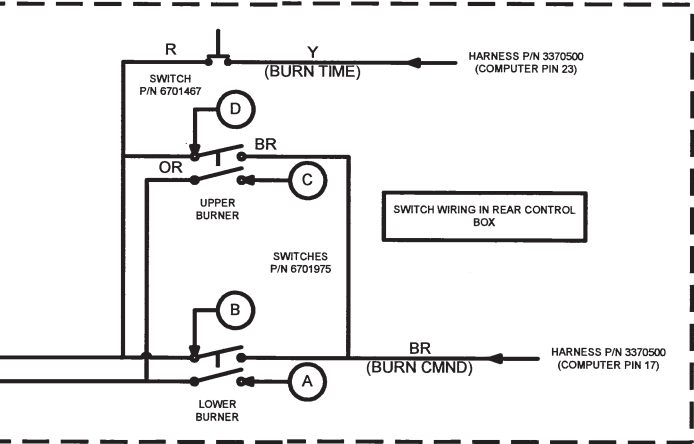 R
Y
(BURN TIME)
HARNESS P/N 3370500
(COMPUTER PIN 23)
SWITCH
P/N 6701467
D
BR
OR
C
UPPER
BURNER
SWITCH WIRING IN REAR CONTROL
BOX
SWITCHES
P/N 6701975
B
BR
(BURN CMND)
HARNESS P/N 3370500
(COMPUTER PIN 17)
A
LOWER
BURNER